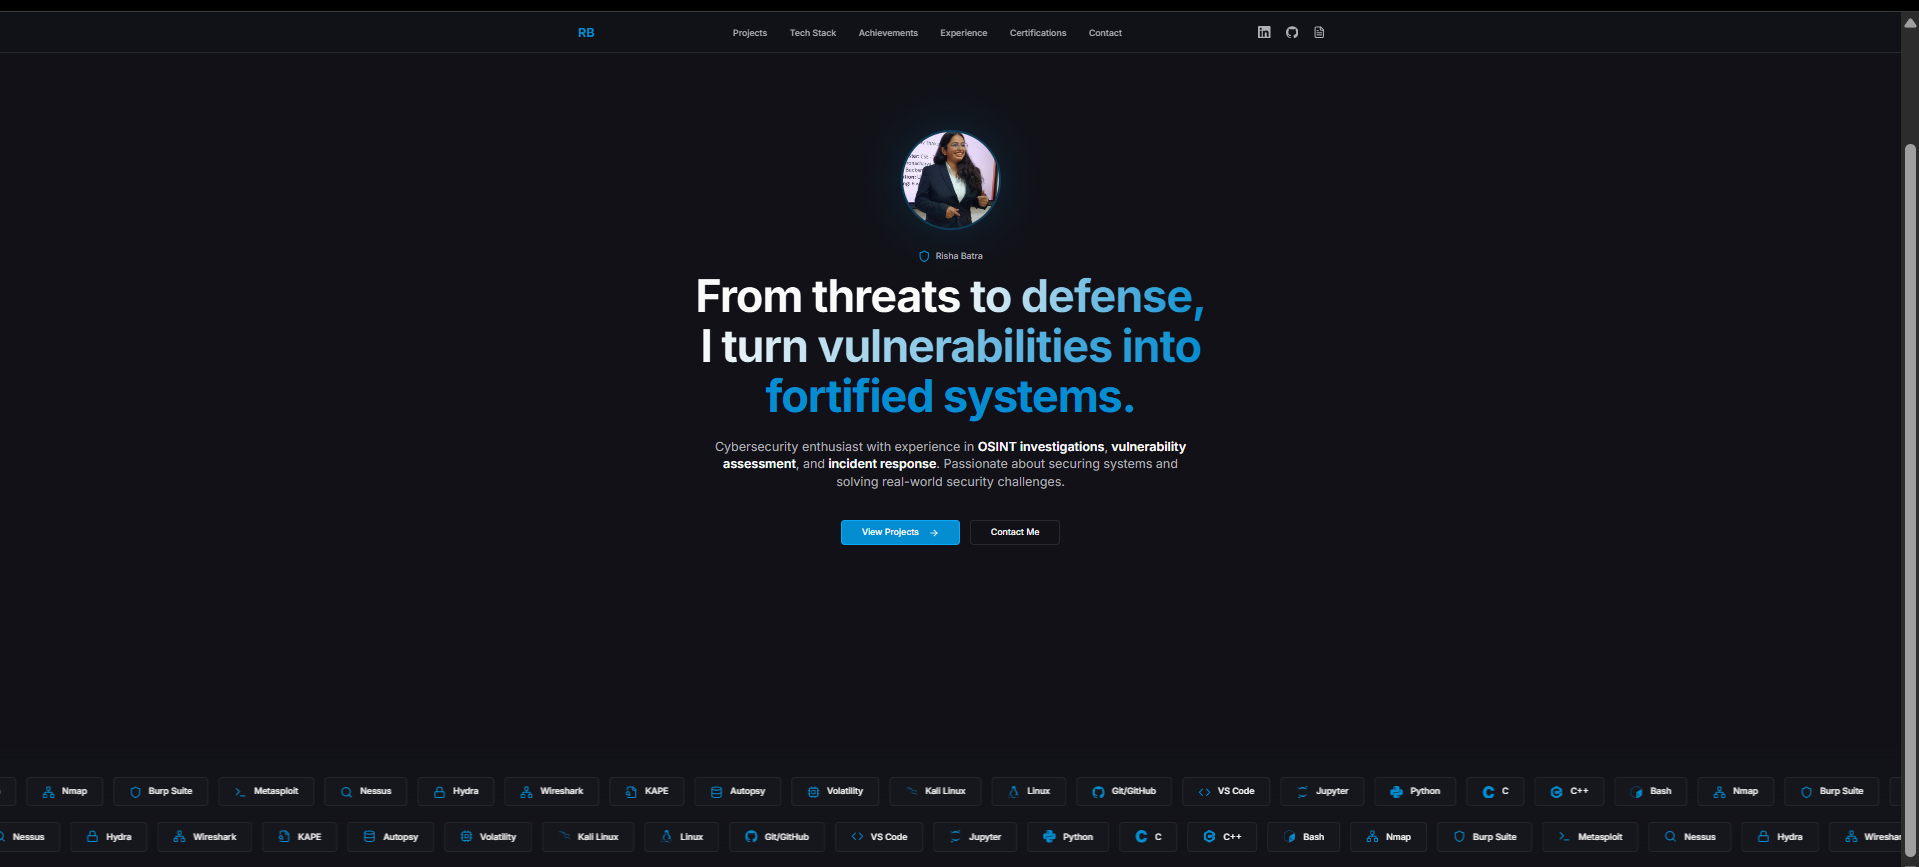 RB
Projects
Tech Stack
Achievements
Experience
Certifications
Contact
Risha Batra
From threats to defense,
I turn vulnerabilities into
fortified systems.
Cybersecurity enthusiast with experience in OSINT investigations, vulnerability
assessment, and incident response. Passionate about securing systems and
solving real-world security challenges.
View Projects
Contact Me
Nmap Burp Suite Metasploit Nessus Hydra Wireshark KAPE Autopsy Volatility Kali Linux Linux Git/GitHub VS Code Jupyter Python C C++ Bash Nmap Burp Suite
Nessus Hydra Wireshark KAPE Autopsy Volatility Kali Linux Linux Git/GitHub VS Code Jupyter Python C C++ Bash Nmap Burp Suite Metasploit Nessus Hydra